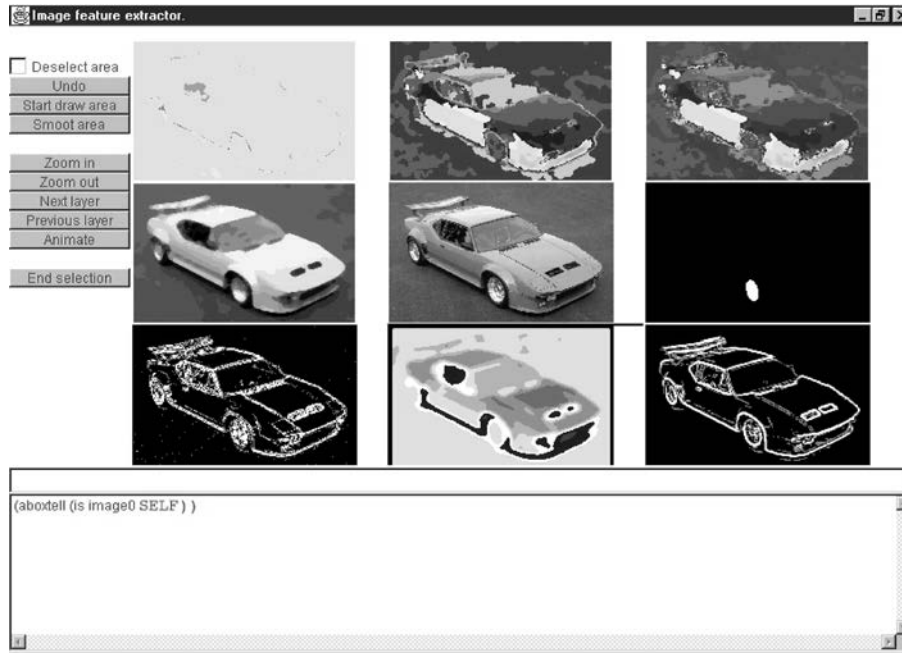 Image feature extractor.
Deselect area
Undo
Start draw area
Smoot area
Zoom in
Zoom out
Next layer
Previous layer
Animate
End selection
(aboxtell (is image0 SELF ) )